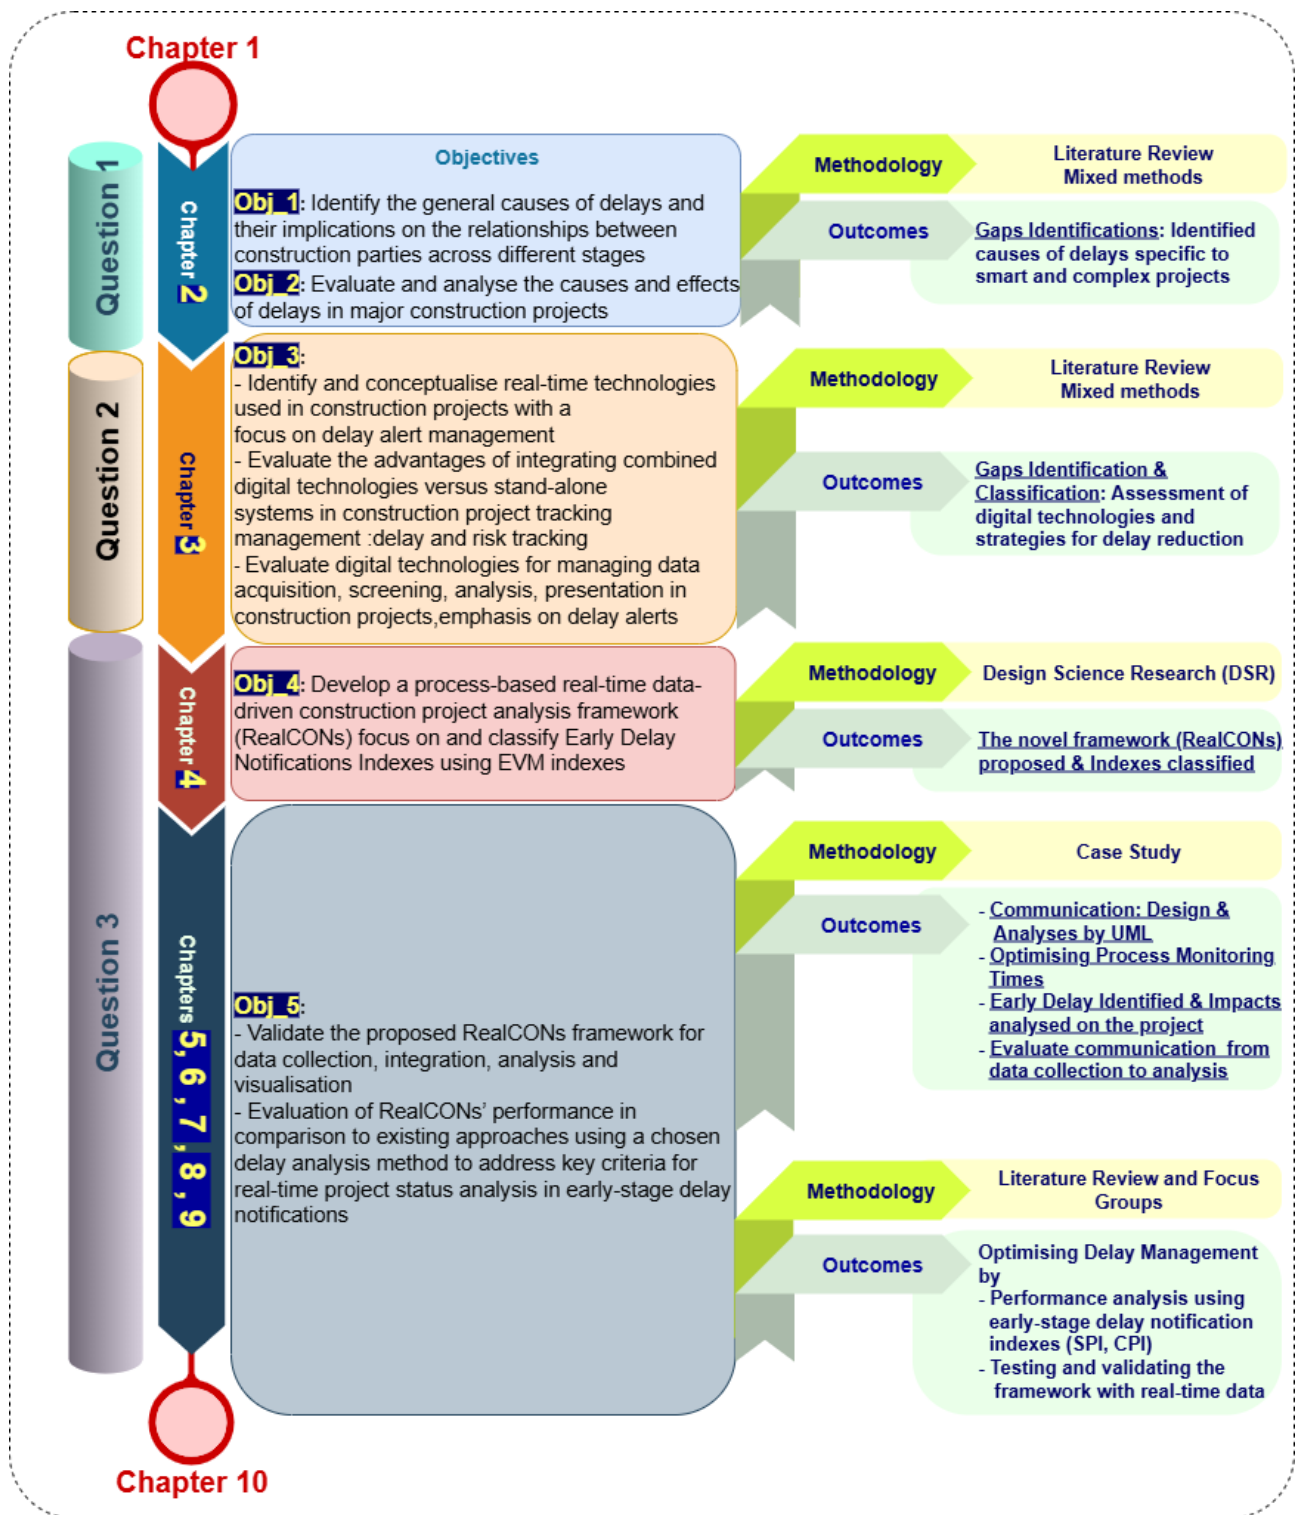 Chapter 1
Question 1
Chapter 2
Objectives
Obj_1: Identify the general causes of delays and
their implications on the relationships between
construction parties across different stages
Obj_2: Evaluate and analyse the causes and effects
of delays in major construction projects
Methodology
Literature Review
Mixed methods
Outcomes
Gaps Identifications: Identified
causes of delays specific to
smart and complex projects
Question 2
Chapter 3
Obj_3:
- Identify and conceptualise real-time technologies
used in construction projects with a
focus on delay alert management
- Evaluate the advantages of integrating combined
digital technologies versus stand-alone
systems in construction project tracking
management :delay and risk tracking
- Evaluate digital technologies for managing data
acquisition, screening, analysis, presentation in
construction projects,emphasis on delay alerts
Methodology
Literature Review
Mixed methods
Outcomes
Gaps Identification &
Classification: Assessment of
digital technologies and
strategies for delay reduction
Question 3
Chapter 4
Obj_4: Develop a process-based real-time data-
driven construction project analysis framework
(RealCONs) focus on and classify Early Delay
Notifications Indexes using EVM indexes
Methodology
Design Science Research (DSR)
Outcomes
The novel framework (RealCONs)
proposed & Indexes classified
Chapters 5, 6 , 7 , 8 , 9
Obj_5:
- Validate the proposed RealCONs framework for
data collection, integration, analysis and
visualisation
- Evaluation of RealCONs’ performance in
comparison to existing approaches using a chosen
delay analysis method to address key criteria for
real-time project status analysis in early-stage delay
notifications
Methodology
Case Study
Outcomes
- Communication: Design &
Analyses by UML
- Optimising Process Monitoring
Times
- Early Delay Identified & Impacts
analysed on the project
- Evaluate communication from
data collection to analysis
Methodology
Literature Review and Focus
Groups
Outcomes
Optimising Delay Management
by
- Performance analysis using
early-stage delay notification
indexes (SPI, CPI)
- Testing and validating the
framework with real-time data
Chapter 10